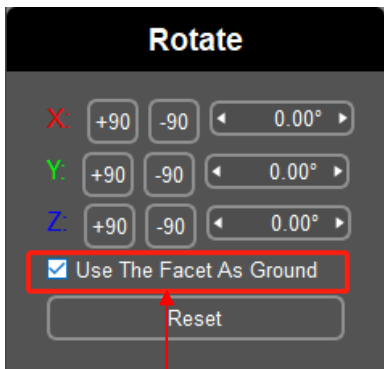 Rotate
X: +90 -90 0.00°
Y: +90 -90 0.00°
Z: +90 -90 0.00°
Use The Facet As Ground
Reset